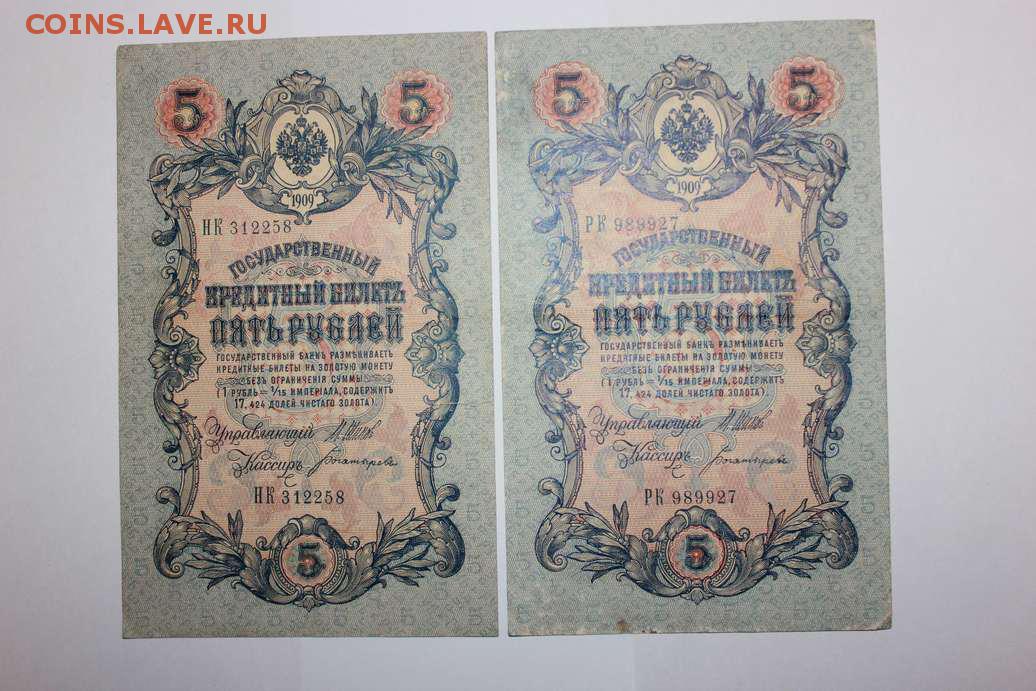 COINS.LAVE.RU
5 5
1909
НК 312258
ГОСУДАРСТВЕННЫЙ
КРЕДИТНЫЙ БИЛЕТЪ
ПЯТЬ РУБЛЕЙ
ГОСУДАРСТВЕННЫЙ БАНКЪ РАЗМѢНИВАЕТЪ
КРЕДИТНЫЕ БИЛЕТЫ НА ЗОЛОТУЮ МОНЕТУ
БЕЗЪ ОГРАНИЧЕНІЯ СУММЫ
(1 РУБЛЬ = 1/15 ИМПЕРІАЛА, СОДЕРЖИТЪ
17,424 ДОЛЕЙ ЧИСТАГО ЗОЛОТА).
Управляющій
Кассиръ Богатыревъ
НК 312258
5
5 5
1909
РК 989927
ГОСУДАРСТВЕННЫЙ
КРЕДИТНЫЙ БИЛЕТЪ
ПЯТЬ РУБЛЕЙ
ГОСУДАРСТВЕННЫЙ БАНКЪ РАЗМѢНИВАЕТЪ
КРЕДИТНЫЕ БИЛЕТЫ НА ЗОЛОТУЮ МОНЕТУ
БЕЗЪ ОГРАНИЧЕНІЯ СУММЫ
(1 РУБЛЬ = 1/15 ИМПЕРІАЛА, СОДЕРЖИТЪ
17,424 ДОЛЕЙ ЧИСТАГО ЗОЛОТА).
Управляющій
Кассиръ Богатыревъ
РК 989927
5